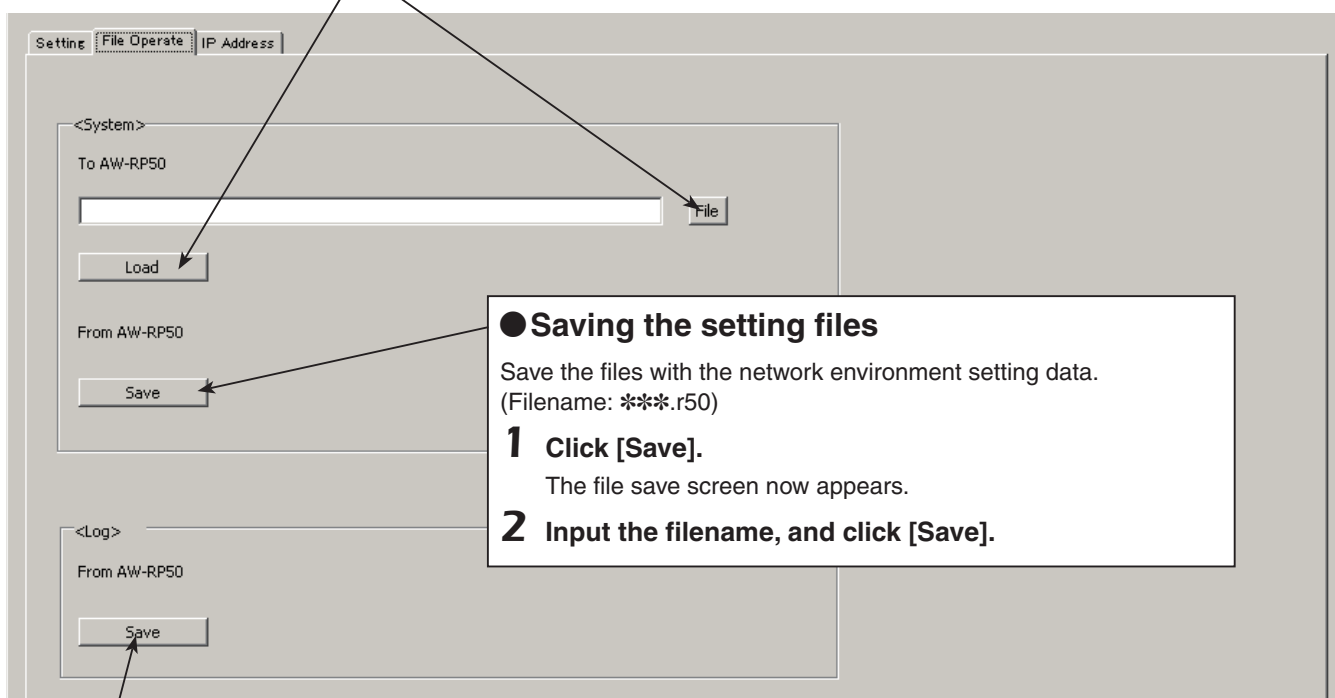 Setting File Operate IP Address
<System>
To AW-RP50
File
Load
From AW-RP50
Save
●Saving the setting files
Save the files with the network environment setting data.
(Filename: ***.r50)
1 Click [Save].
The file save screen now appears.
2 Input the filename, and click [Save].
<Log>
From AW-RP50
Save